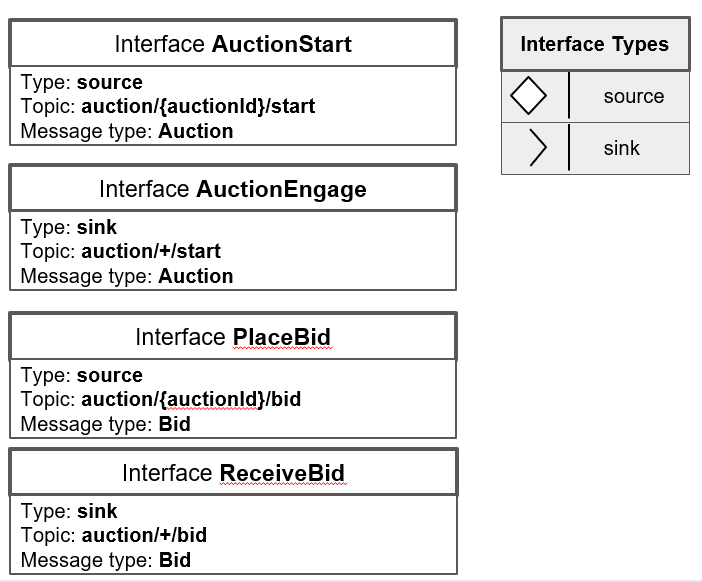 Interface AuctionStart
Type: source
Topic: auction/{auctionId}/start
Message type: Auction
Interface AuctionEngage
Type: sink
Topic: auction/+/start
Message type: Auction
Interface PlaceBid
Type: source
Topic: auction/{auctionId}/bid
Message type: Bid
Interface ReceiveBid
Type: sink
Topic: auction/+/bid
Message type: Bid
Interface Types
source
sink